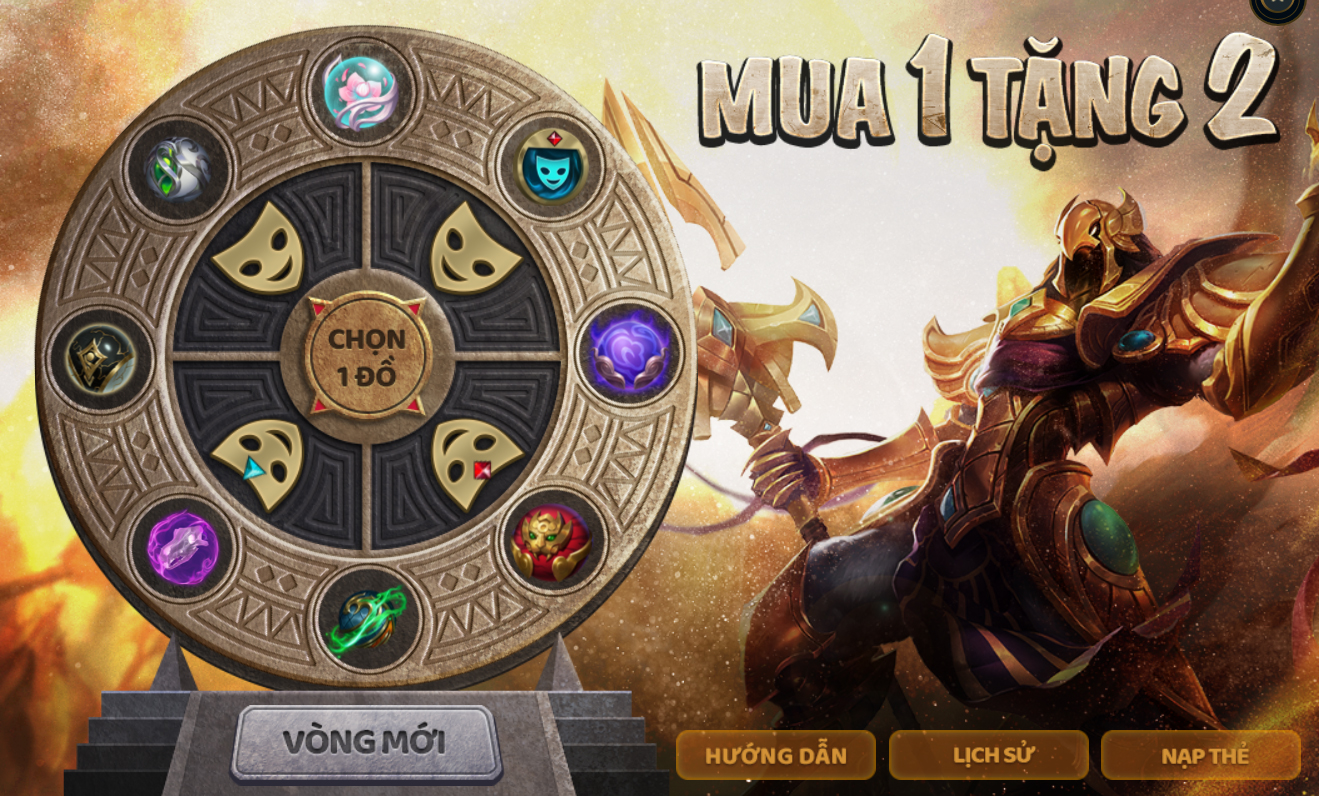 MUA 1 TẶNG 2
CHỌN
1 ĐỒ
VÒNG MỚI
HƯỚNG DẪN
LỊCH SỬ
NẠP THẺ